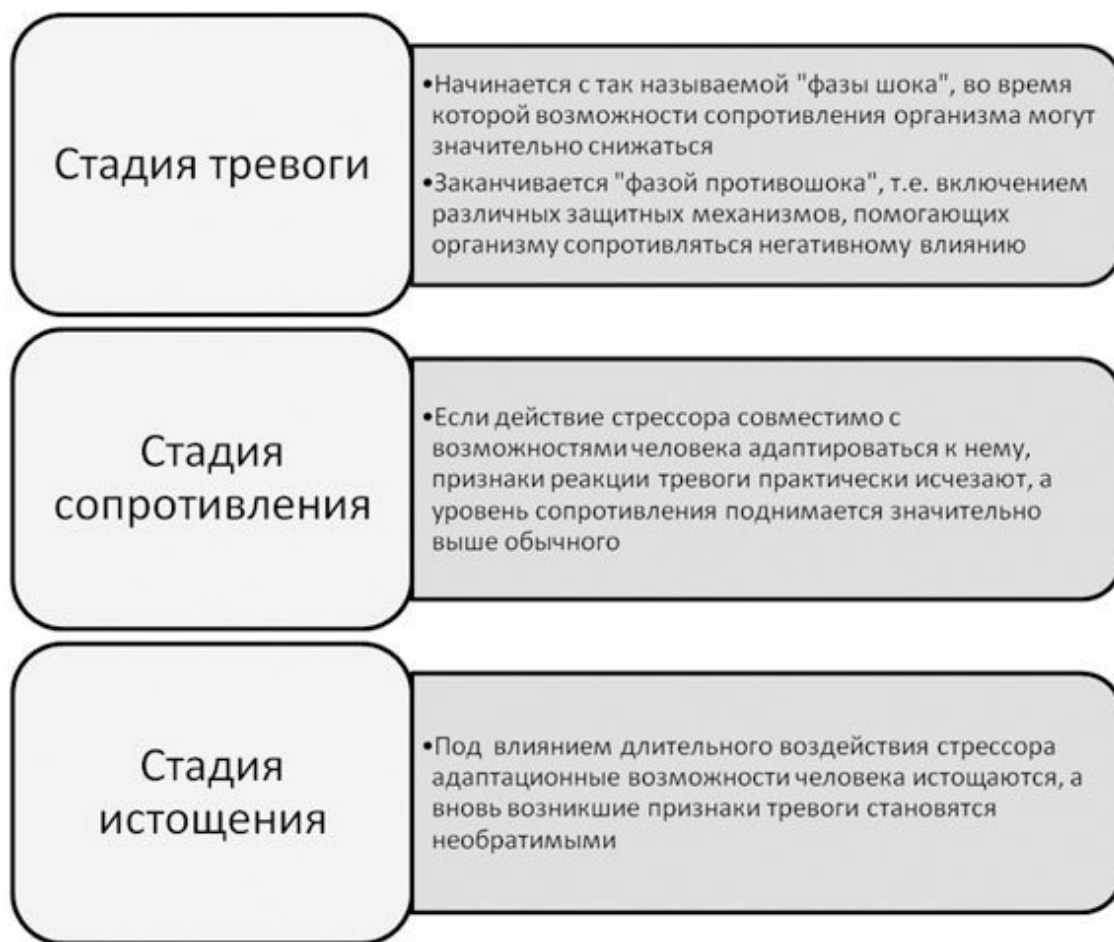 Стадия тревоги
•Начинается с так называемой "фазы шока", во время
которой возможности сопротивления организма могут
значительно снижаться
•Заканчивается "фазой противошока", т.е. включением
различных защитных механизмов, помогающих
организму сопротивляться негативному влиянию
Стадия
сопротивления
•Если действие стрессора совместимо с
возможностями человека адаптироваться к нему,
признаки реакции тревоги практически исчезают, а
уровень сопротивления поднимается значительно
выше обычного
Стадия
истощения
•Под влиянием длительного воздействия стрессора
адаптационные возможности человека истощаются, а
вновь возникшие признаки тревоги становятся
необратимыми